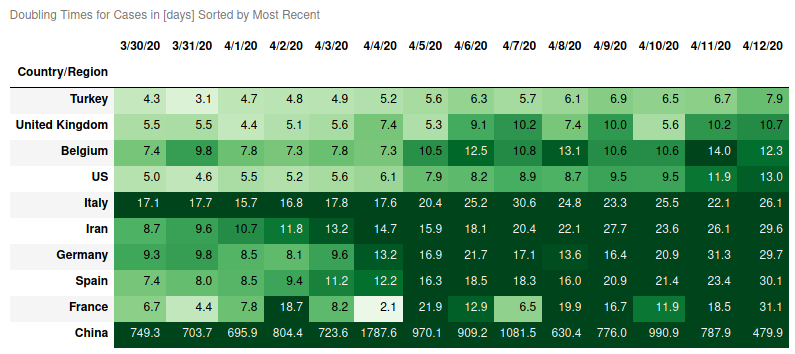 Doubling Times for Cases in [days] Sorted by Most Recent
3/30/20 3/31/20 4/1/20 4/2/20 4/3/20 4/4/20 4/5/20 4/6/20 4/7/20 4/8/20 4/9/20 4/10/20 4/11/20 4/12/20
Country/Region
Turkey 4.3 3.1 4.7 4.8 4.9 5.2 5.6 6.3 5.7 6.1 6.9 6.5 6.7 7.9
United Kingdom 5.5 5.5 4.4 5.1 5.6 7.4 5.3 9.1 10.2 7.4 10.0 5.6 10.2 10.7
Belgium 7.4 9.8 7.8 7.3 7.8 7.3 10.5 12.5 10.8 13.1 10.6 10.6 14.0 12.3
US 5.0 4.6 5.5 5.2 5.6 6.1 7.9 8.2 8.9 8.7 9.5 9.5 11.9 13.0
Italy 17.1 17.7 15.7 16.8 17.8 17.6 20.4 25.2 30.6 24.8 23.3 25.5 22.1 26.1
Iran 8.7 9.6 10.7 11.8 13.2 14.7 15.9 18.1 20.4 22.1 27.7 23.6 26.1 29.6
Germany 9.3 9.8 8.5 8.1 9.6 13.2 16.9 21.7 17.1 13.6 16.4 20.9 31.3 29.7
Spain 7.4 8.0 8.5 9.4 11.2 12.2 16.3 18.5 18.3 16.0 20.9 21.4 23.4 30.1
France 6.7 4.4 7.8 18.7 8.2 2.1 21.9 12.9 6.5 19.9 16.7 11.9 18.5 31.1
China 749.3 703.7 695.9 804.4 723.6 1787.6 970.1 909.2 1081.5 630.4 776.0 990.9 787.9 479.9